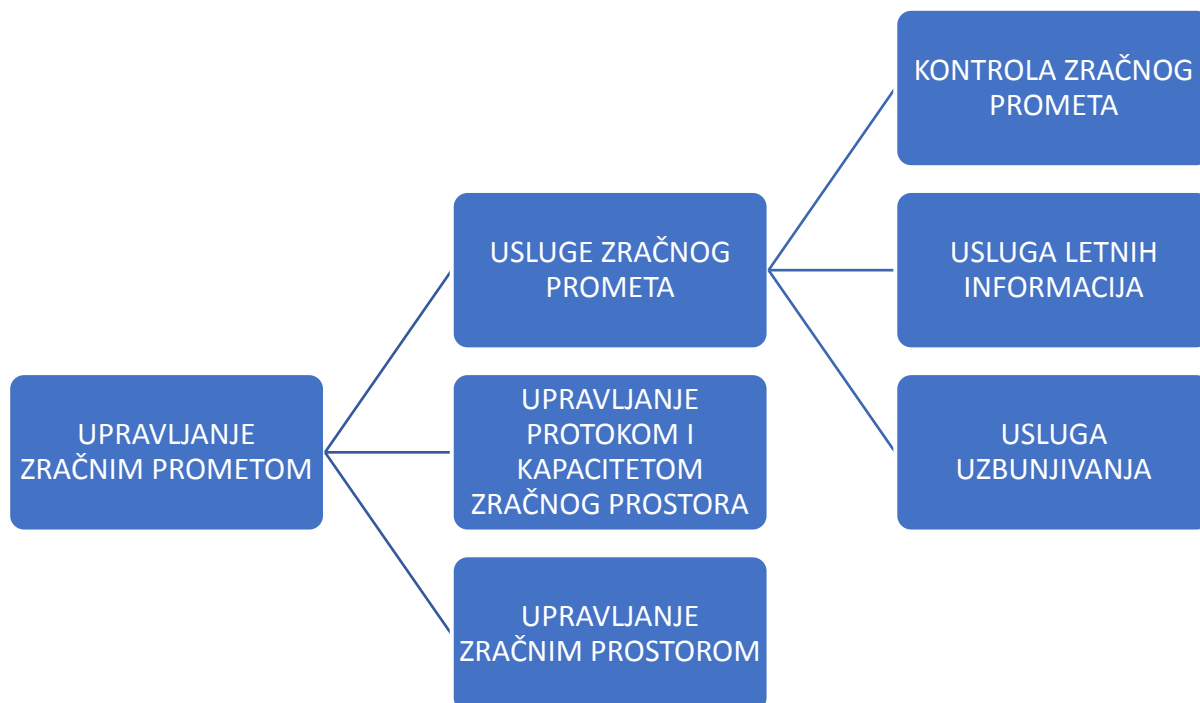 UPRAVLJANJE
ZRAČNIM PROMETOM
USLUGE ZRAČNOG
PROMETA
UPRAVLJANJE
PROTOKOM I
KAPACITETOM
ZRAČNOG PROSTORA
UPRAVLJANJE
ZRAČNIM PROSTOROM
KONTROLA ZRAČNOG
PROMETA
USLUGA LETNIH
INFORMACIJA
USLUGA
UZBUNJIVANJA